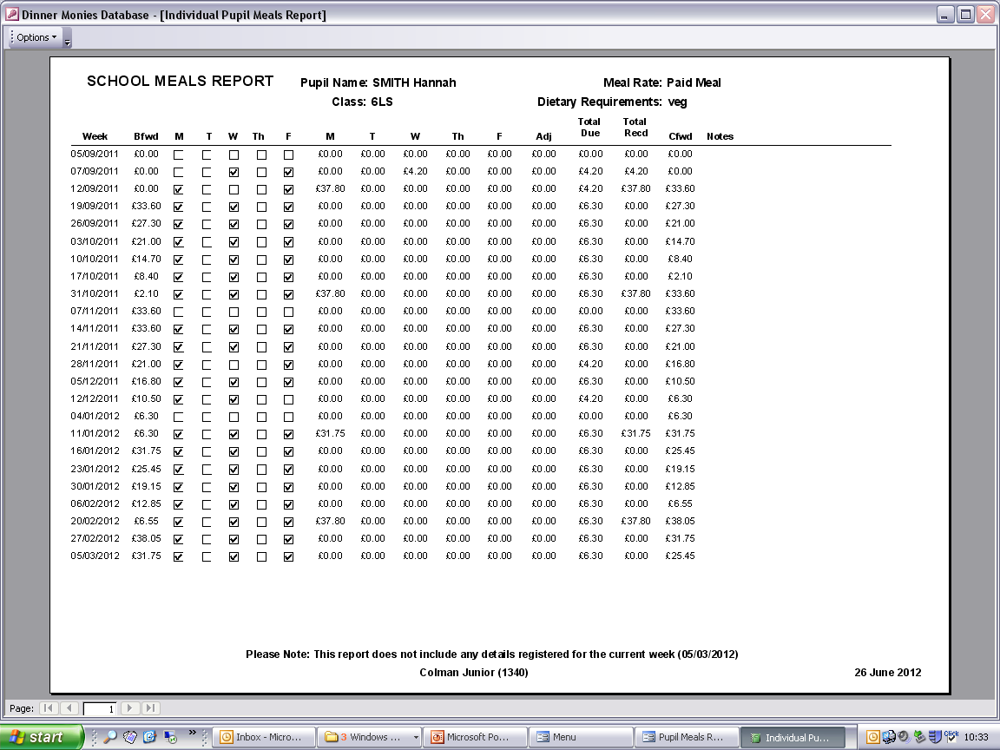 Dinner Monies Database - [Individual Pupil Meals Report]
Options
SCHOOL MEALS REPORT Pupil Name: SMITH Hannah Meal Rate: Paid Meal
Class: 6LS Dietary Requirements: veg
Week Bfwd M T W Th F M T W Th F Adj Total Due Total Recd Cfwd Notes
05/09/2011 £0.00 £0.00 £0.00 £0.00 £0.00 £0.00 £0.00 £0.00 £0.00 £0.00
07/09/2011 £0.00 £0.00 £0.00 £4.20 £0.00 £0.00 £0.00 £4.20 £4.20 £0.00
12/09/2011 £0.00 £37.80 £0.00 £0.00 £0.00 £0.00 £0.00 £4.20 £37.80 £33.60
19/09/2011 £33.60 £0.00 £0.00 £0.00 £0.00 £0.00 £0.00 £6.30 £0.00 £27.30
26/09/2011 £27.30 £0.00 £0.00 £0.00 £0.00 £0.00 £0.00 £6.30 £0.00 £21.00
03/10/2011 £21.00 £0.00 £0.00 £0.00 £0.00 £0.00 £0.00 £6.30 £0.00 £14.70
10/10/2011 £14.70 £0.00 £0.00 £0.00 £0.00 £0.00 £0.00 £6.30 £0.00 £8.40
17/10/2011 £8.40 £0.00 £0.00 £0.00 £0.00 £0.00 £0.00 £6.30 £0.00 £2.10
31/10/2011 £2.10 £37.80 £0.00 £0.00 £0.00 £0.00 £0.00 £6.30 £37.80 £33.60
07/11/2011 £33.60 £0.00 £0.00 £0.00 £0.00 £0.00 £0.00 £0.00 £0.00 £33.60
14/11/2011 £33.60 £0.00 £0.00 £0.00 £0.00 £0.00 £0.00 £6.30 £0.00 £27.30
21/11/2011 £27.30 £0.00 £0.00 £0.00 £0.00 £0.00 £0.00 £6.30 £0.00 £21.00
28/11/2011 £21.00 £0.00 £0.00 £0.00 £0.00 £0.00 £0.00 £4.20 £0.00 £16.80
05/12/2011 £16.80 £0.00 £0.00 £0.00 £0.00 £0.00 £0.00 £6.30 £0.00 £10.50
12/12/2011 £10.50 £0.00 £0.00 £0.00 £0.00 £0.00 £0.00 £4.20 £0.00 £6.30
04/01/2012 £6.30 £0.00 £0.00 £0.00 £0.00 £0.00 £0.00 £0.00 £0.00 £6.30
11/01/2012 £6.30 £31.75 £0.00 £0.00 £0.00 £0.00 £0.00 £6.30 £31.75 £31.75
16/01/2012 £31.75 £0.00 £0.00 £0.00 £0.00 £0.00 £0.00 £6.30 £0.00 £25.45
23/01/2012 £25.45 £0.00 £0.00 £0.00 £0.00 £0.00 £0.00 £6.30 £0.00 £19.15
30/01/2012 £19.15 £0.00 £0.00 £0.00 £0.00 £0.00 £0.00 £6.30 £0.00 £12.85
06/02/2012 £12.85 £0.00 £0.00 £0.00 £0.00 £0.00 £0.00 £6.30 £0.00 £6.55
20/02/2012 £6.55 £37.80 £0.00 £0.00 £0.00 £0.00 £0.00 £6.30 £37.80 £38.05
27/02/2012 £38.05 £0.00 £0.00 £0.00 £0.00 £0.00 £0.00 £6.30 £0.00 £31.75
05/03/2012 £31.75 £0.00 £0.00 £0.00 £0.00 £0.00 £0.00 £6.30 £0.00 £25.45
Please Note: This report does not include any details registered for the current week (05/03/2012)
Colman Junior (1340) 26 June 2012
Page: 1
start Inbox - Micro... 3 Windows ... Microsoft Po... Menu Pupil Meals R... Individual Pu... Click 10:33